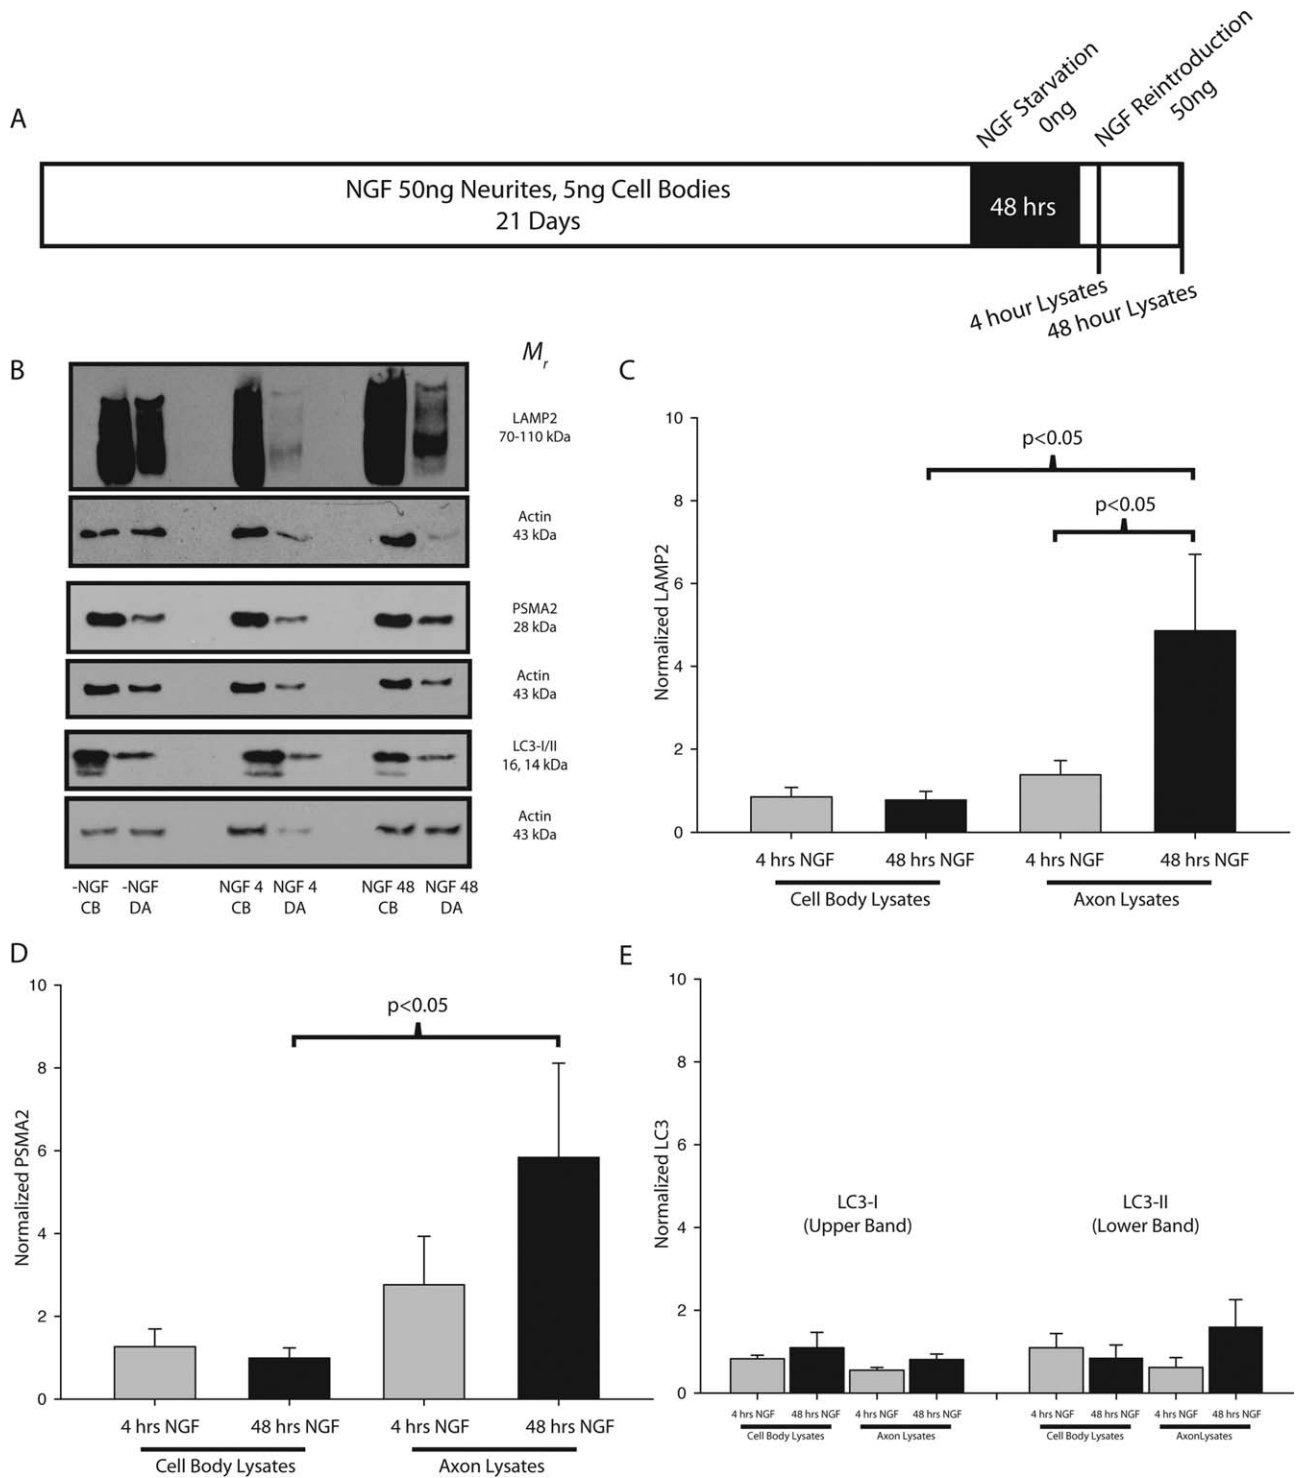 A
NGF Starvation
0ng
NGF Reintroduction
50ng
NGF 50ng Neurites, 5ng Cell Bodies
21 Days
48 hrs
4 hour Lysates
48 hour Lysates
B
Mr
LAMP2
70-110 kDa
Actin
43 kDa
PSMA2
28 kDa
Actin
43 kDa
LC3-I/II
16, 14 kDa
Actin
43 kDa
-NGF -NGF NGF 4 NGF 4 NGF 48 NGF 48
CB DA CB DA CB DA
C
10
8
6
4
2
0
Normalized LAMP2
p<0.05
p<0.05
4 hrs NGF 48 hrs NGF 4 hrs NGF 48 hrs NGF
Cell Body Lysates Axon Lysates
D
10
8
6
4
2
0
Normalized PSMA2
p<0.05
4 hrs NGF 48 hrs NGF 4 hrs NGF 48 hrs NGF
Cell Body Lysates Axon Lysates
E
10
8
6
4
2
0
Normalized LC3
LC3-I
(Upper Band)
LC3-II
(Lower Band)
4 hrs NGF 48 hrs NGF 4 hrs NGF 48 hrs NGF 4 hrs NGF 48 hrs NGF 4 hrs NGF 48 hrs NGF
Cell Body Lysates Axon Lysates Cell Body Lysates AxonLysates